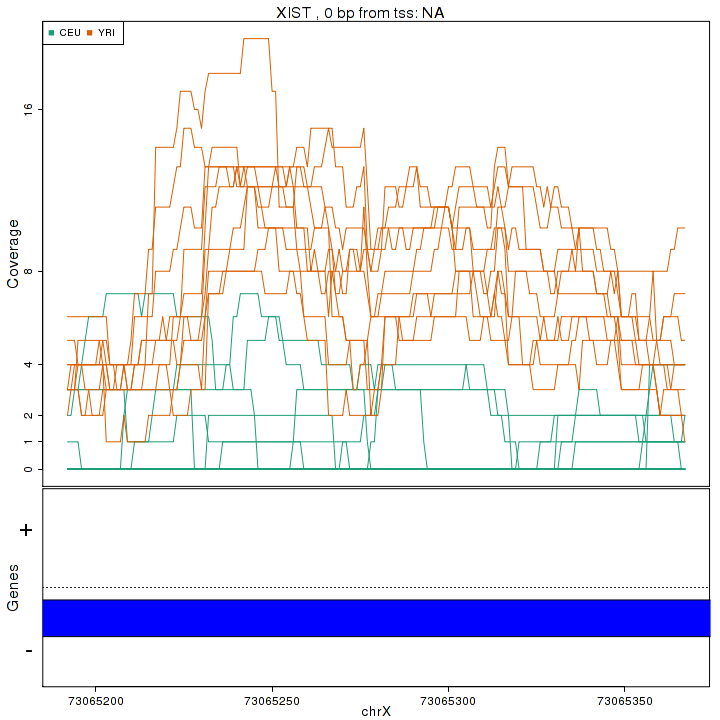 XIST , 0 bp from tss: NA
CEU YRI
Coverage
16
8
4
2
1
0
Genes
+
-
73065200 73065250 73065300 73065350
chrX